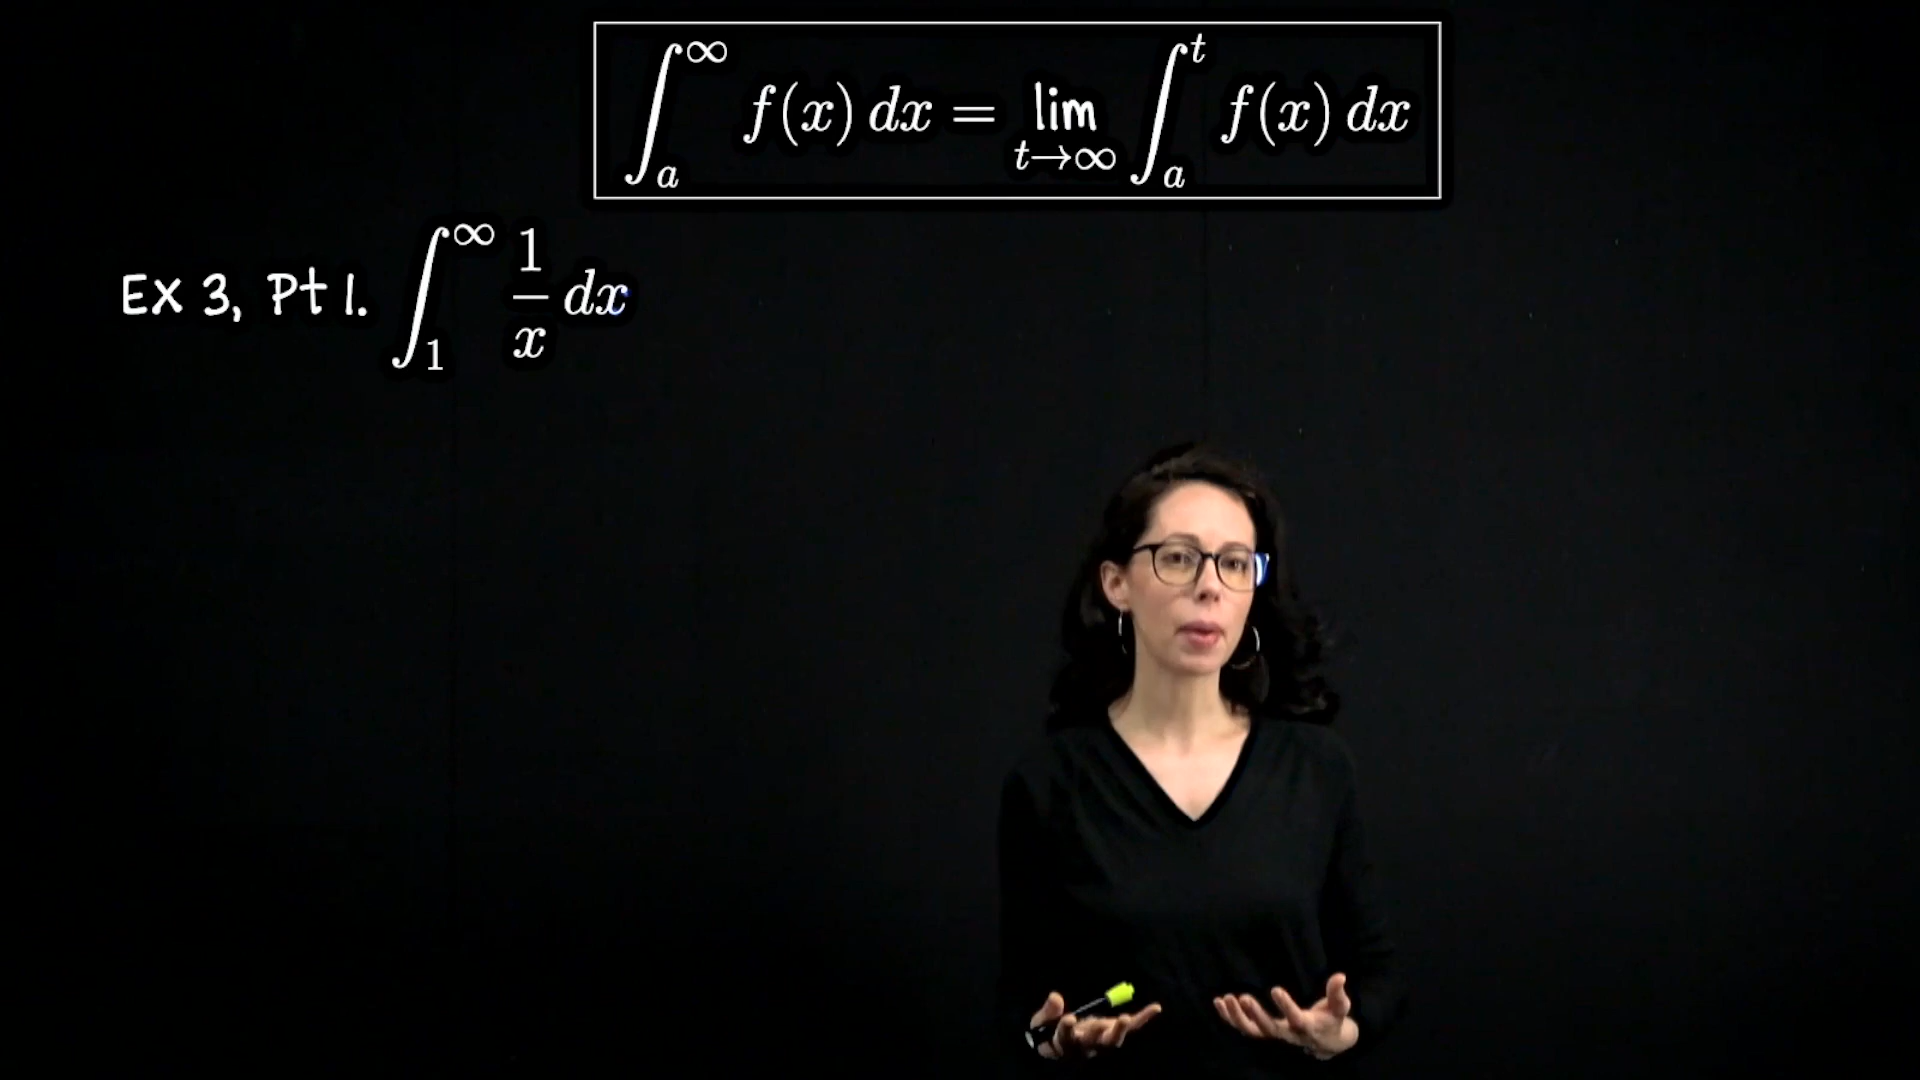 ∫_a^∞ f(x) dx = lim_{t→∞} ∫_a^t f(x) dx
Ex 3, Pt 1. ∫_1^∞ 1/x dx